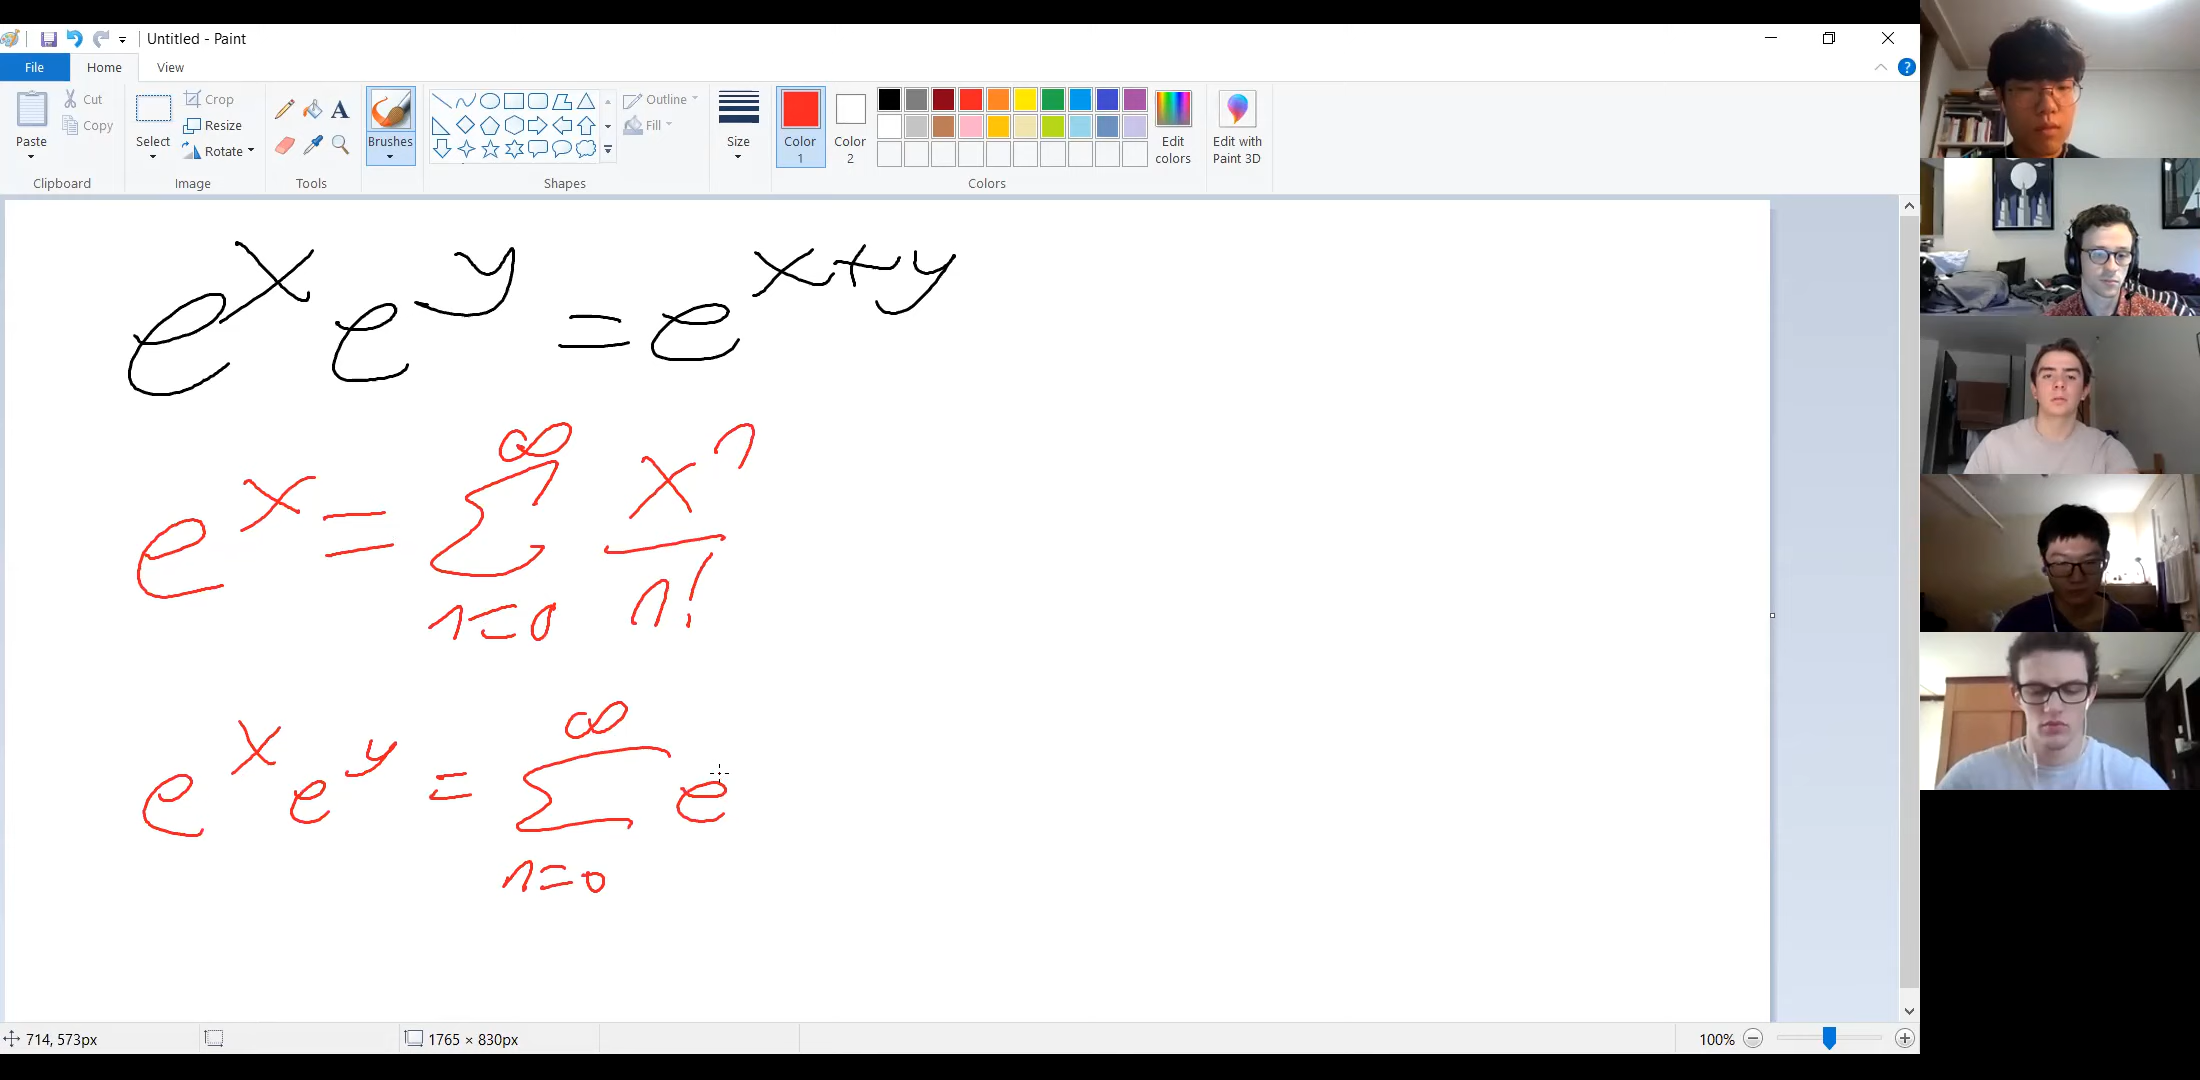 Untitled - Paint
File Home View
Paste Cut Copy Clipboard
Select Crop Resize Rotate Image
Tools
Brushes
Outline Fill Shapes
Size
Color 1 Color 2 Edit colors Colors
Edit with Paint 3D
e^x e^y = e^{x+y}
e^x = ∑_{n=0}^{∞} x^n / n!
e^x e^y = ∑_{n=0}^{∞} e
714, 573px 1765 × 830px 100%